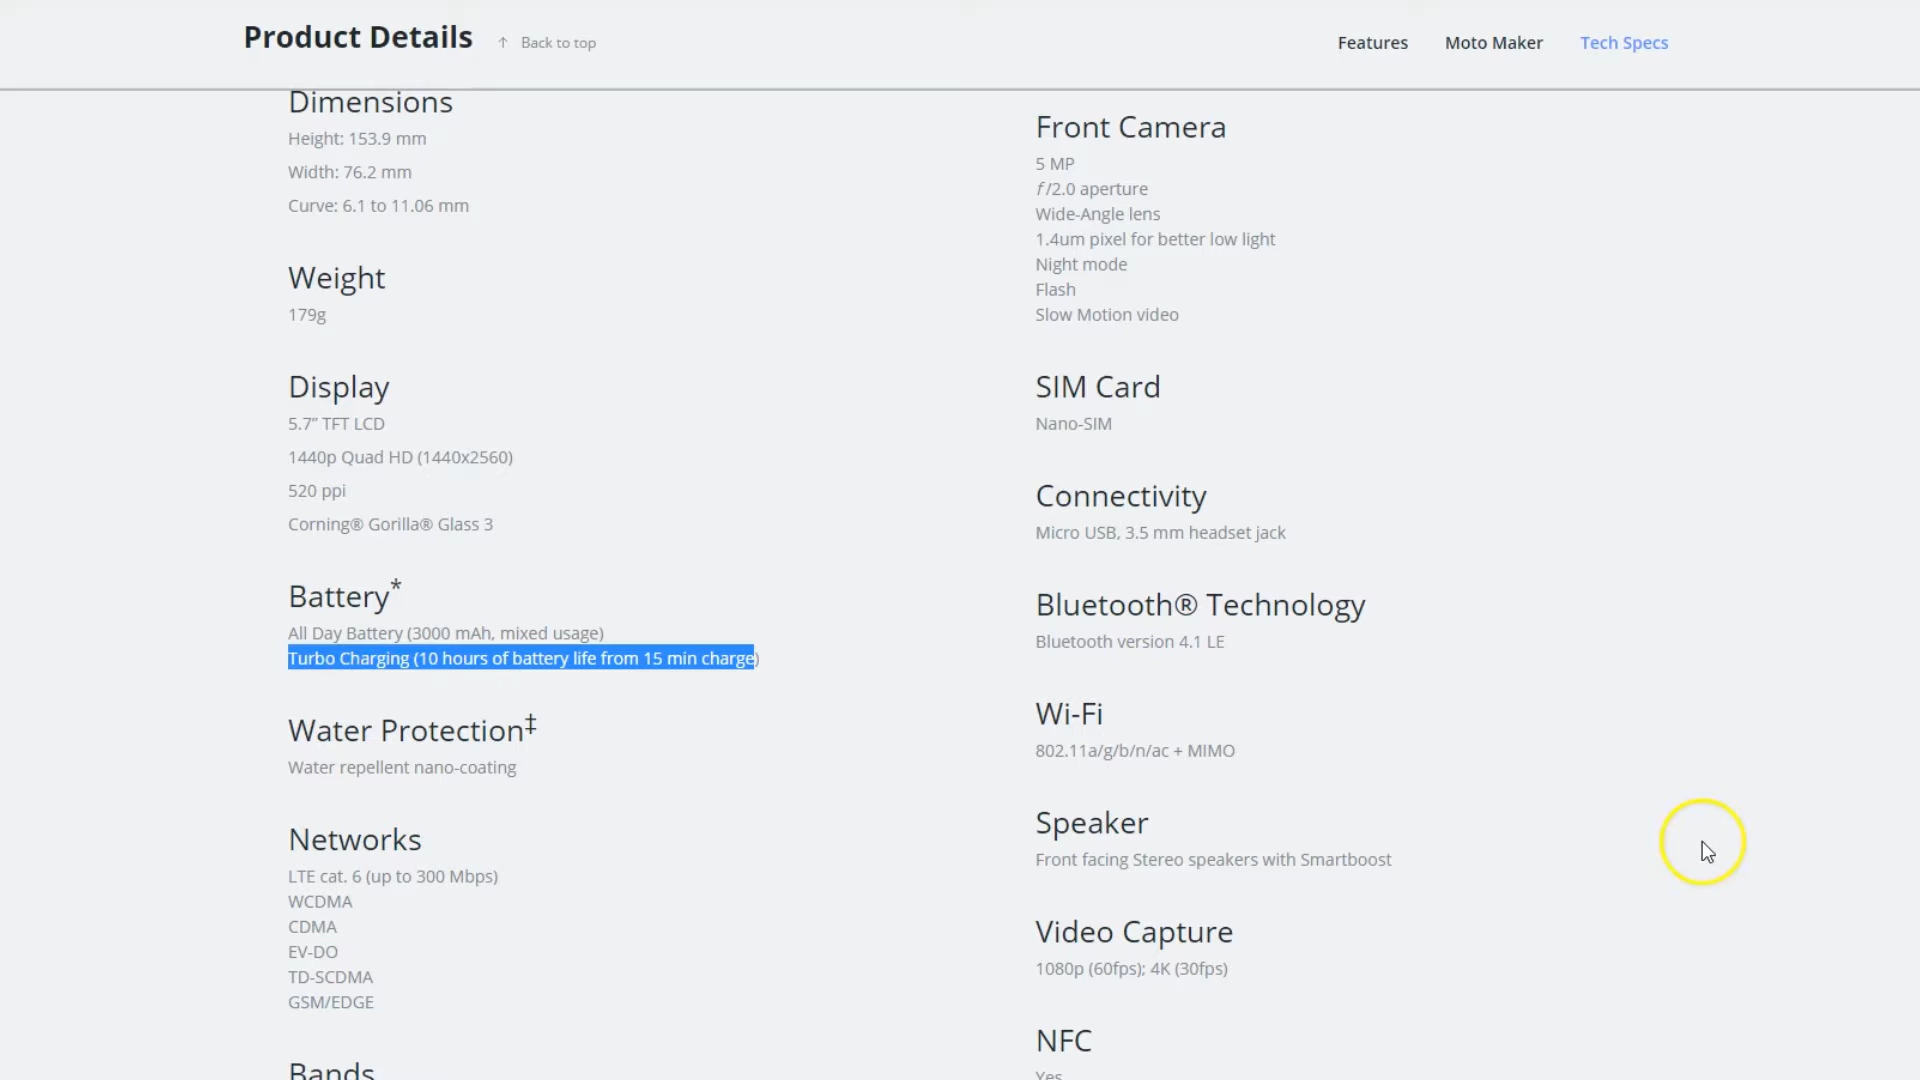 Product Details
↑ Back to top
Features
Moto Maker
Tech Specs
Dimensions
Height: 153.9 mm
Width: 76.2 mm
Curve: 6.1 to 11.06 mm
Weight
179g
Display
5.7” TFT LCD
1440p Quad HD (1440x2560)
520 ppi
Corning® Gorilla® Glass 3
Battery*
All Day Battery (3000 mAh, mixed usage)
Turbo Charging (10 hours of battery life from 15 min charge)
Water Protection‡
Water repellent nano-coating
Networks
LTE cat. 6 (up to 300 Mbps)
WCDMA
CDMA
EV-DO
TD-SCDMA
GSM/EDGE
Bands
Front Camera
5 MP
ƒ/2.0 aperture
Wide-Angle lens
1.4um pixel for better low light
Night mode
Flash
Slow Motion video
SIM Card
Nano-SIM
Connectivity
Micro USB, 3.5 mm headset jack
Bluetooth® Technology
Bluetooth version 4.1 LE
Wi-Fi
802.11a/g/b/n/ac + MIMO
Speaker
Front facing Stereo speakers with Smartboost
Video Capture
1080p (60fps); 4K (30fps)
NFC
Yes